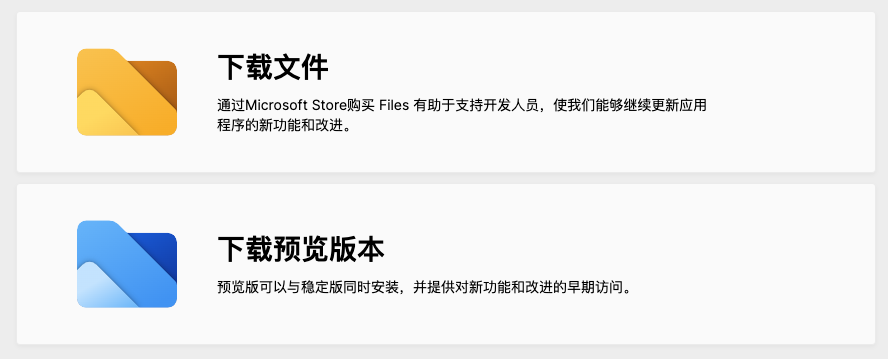 下载文件
通过Microsoft Store购买 Files 有助于支持开发人员，使我们能够继续更新应用
程序的新功能和改进。
下载预览版本
预览版可以与稳定版同时安装，并提供对新功能和改进的早期访问。